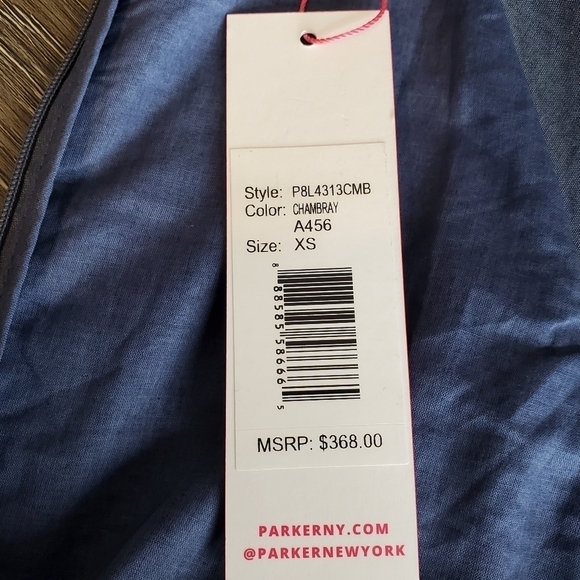 Style: P8L4313CMB
Color: CHAMBRAY
A456
Size: XS
8 88585 58666 5
MSRP: $368.00
PARKERNY.COM
@PARKERNEWYORK